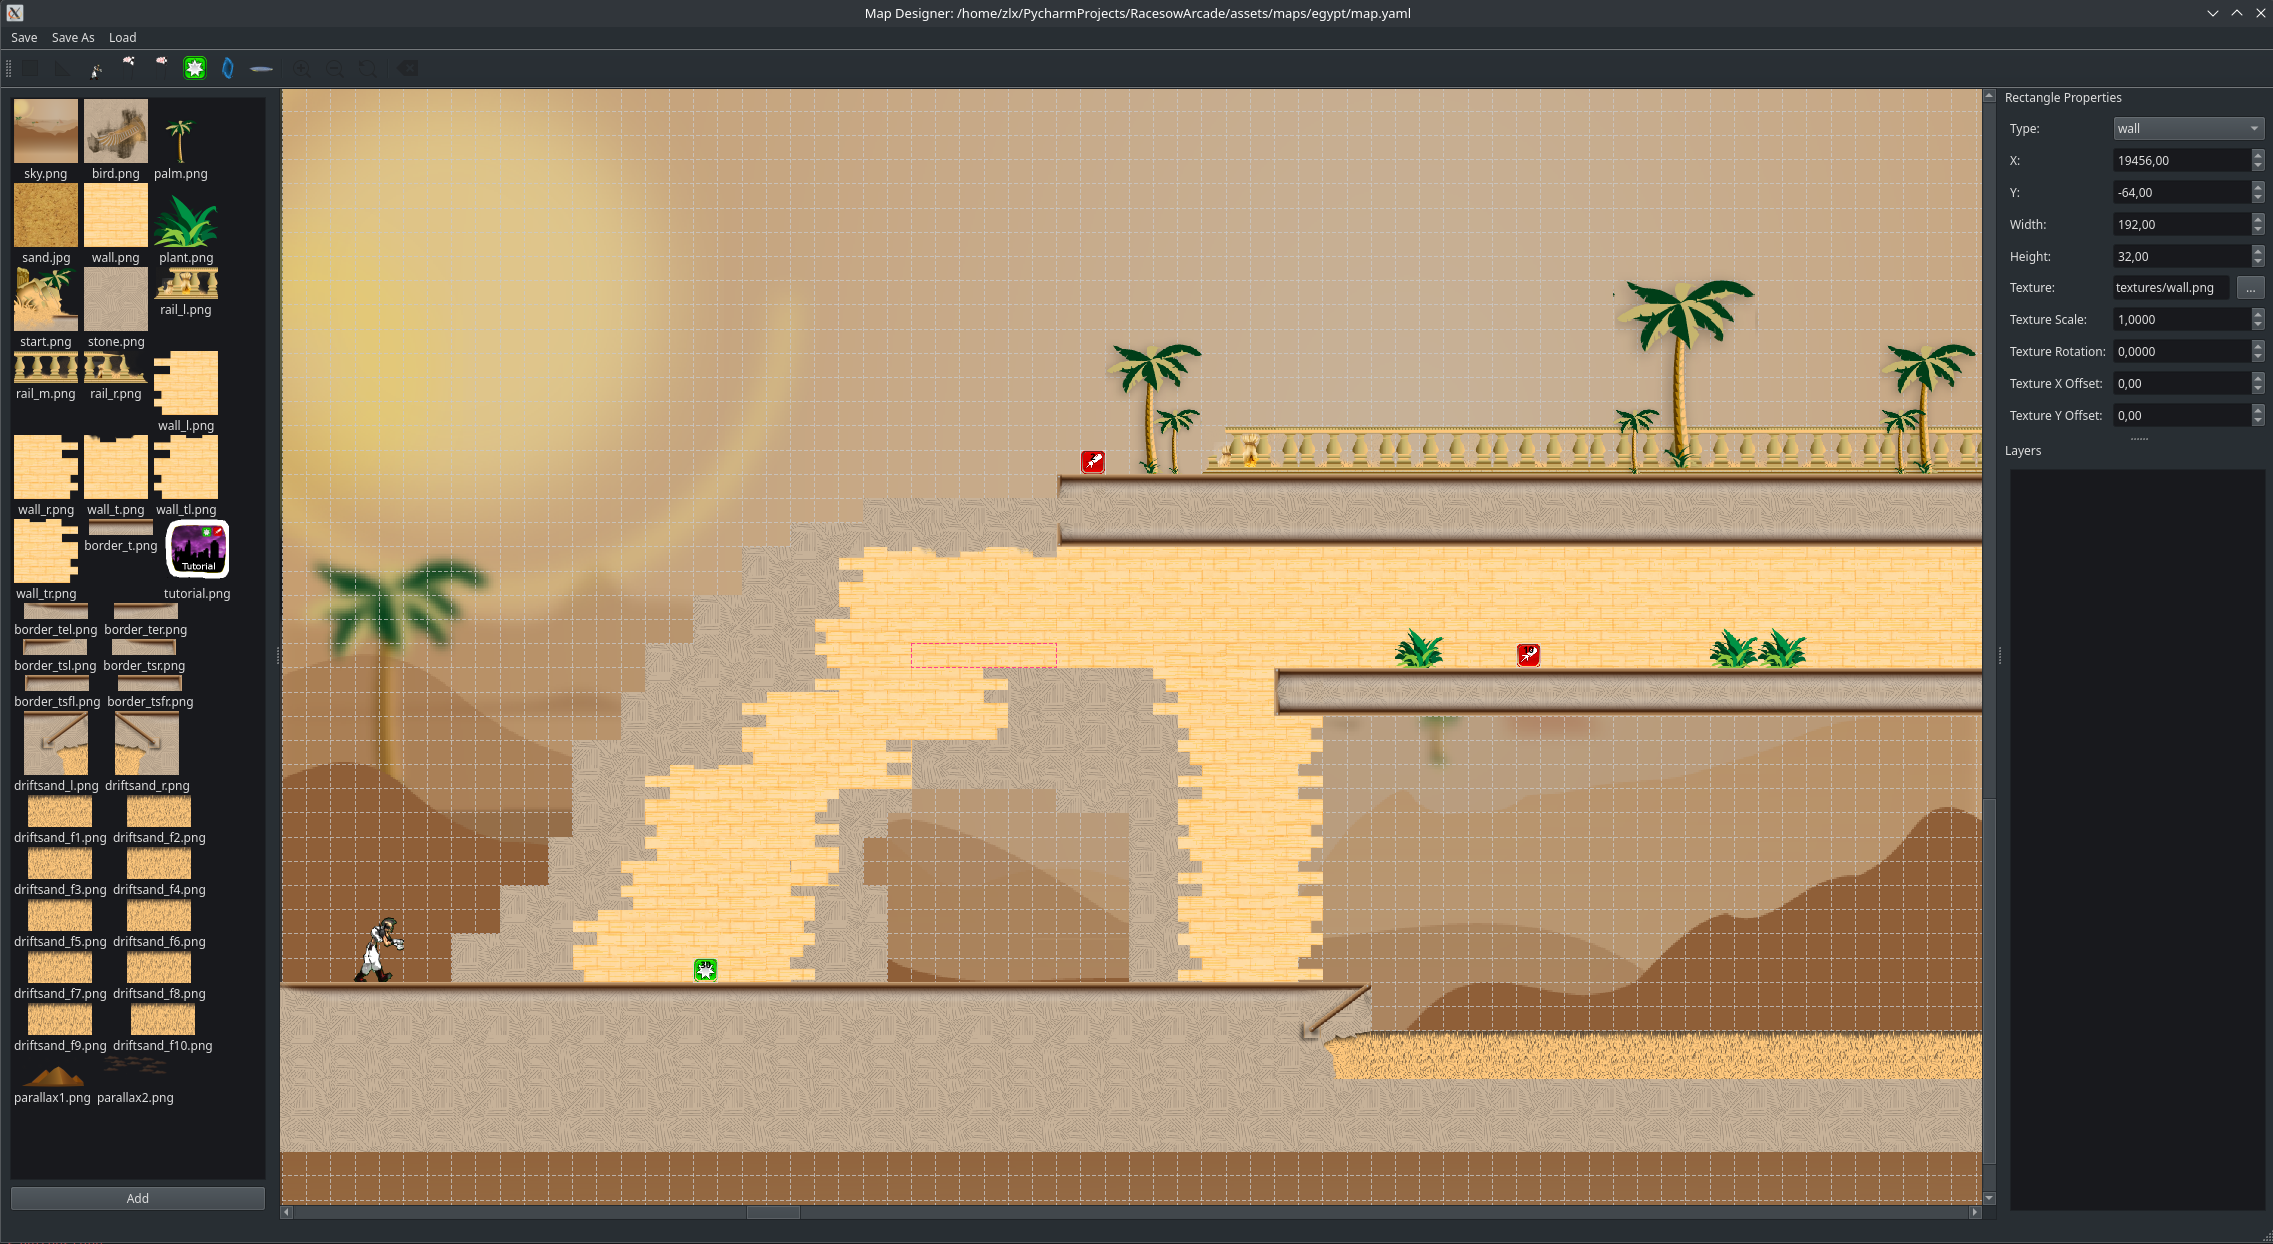 Map Designer: /home/zlx/PycharmProjects/RacesowArcade/assets/maps/egypt/map.yaml
Save Save As Load
sky.png bird.png palm.png
sand.jpg wall.png plant.png
start.png stone.png rail_l.png
rail_m.png rail_r.png wall_l.png
wall_r.png wall_t.png wall_tl.png
wall_tr.png border_t.png Tutorial tutorial.png
border_tel.png border_ter.png
border_tsl.png border_tsr.png
border_tsfl.png border_tsfr.png
driftsand_l.png driftsand_r.png
driftsand_f1.png driftsand_f2.png
driftsand_f3.png driftsand_f4.png
driftsand_f5.png driftsand_f6.png
driftsand_f7.png driftsand_f8.png
driftsand_f9.png driftsand_f10.png
parallax1.png parallax2.png
Add
Rectangle Properties
Type: wall
X: 19456,00
Y: -64,00
Width: 192,00
Height: 32,00
Texture: textures/wall.png ...
Texture Scale: 1,0000
Texture Rotation: 0,0000
Texture X Offset: 0,00
Texture Y Offset: 0,00
Layers